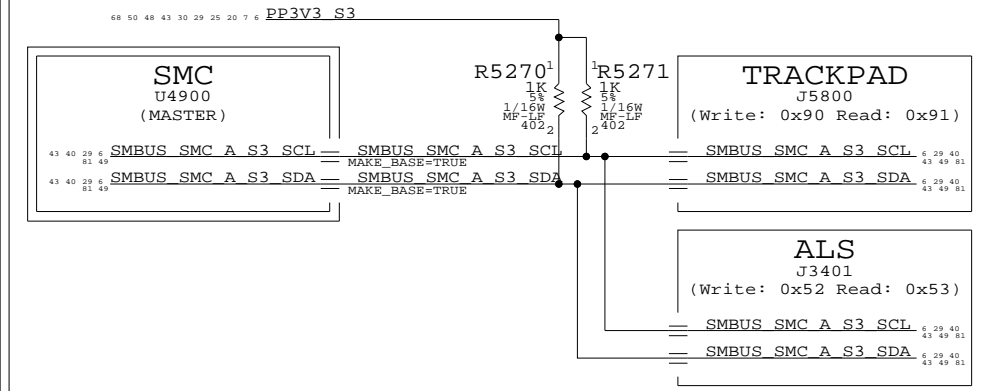 68 50 48 43 30 29 25 20 7 6 PP3V3_S3
SMC
U4900
(MASTER)
43 40 29 6 SMBUS_SMC_A_S3_SCL
81 49
43 40 29 6 SMBUS_SMC_A_S3_SDA
81 49
SMBUS_SMC_A_S3_SCL
MAKE_BASE=TRUE
SMBUS_SMC_A_S3_SDA
MAKE_BASE=TRUE
R5270 1
1K
5%
1/16W
MF-LF
402 2
1 R5271
1K
5%
1/16W
MF-LF
2 402
TRACKPAD
J5800
(Write: 0x90 Read: 0x91)
SMBUS_SMC_A_S3_SCL 6 29 40
43 49 81
SMBUS_SMC_A_S3_SDA 6 29 40
43 49 81
ALS
J3401
(Write: 0x52 Read: 0x53)
SMBUS_SMC_A_S3_SCL 6 29 40
43 49 81
SMBUS_SMC_A_S3_SDA 6 29 40
43 49 81